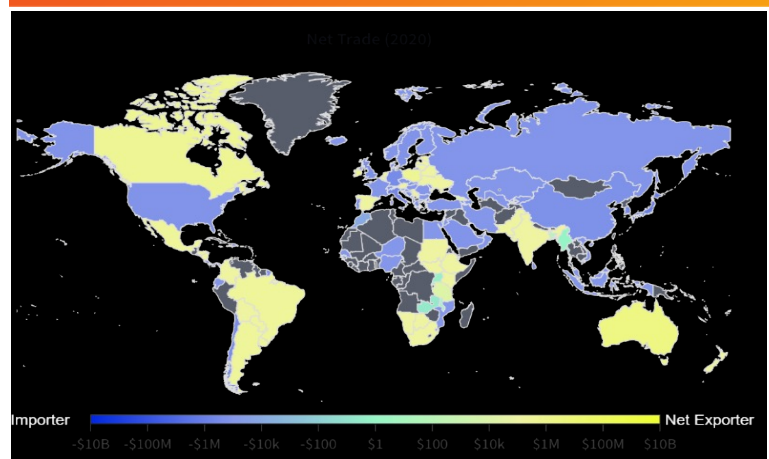 Net Trade (2020)
Importer
Net Exporter
-$10B -$100M -$1M -$10k -$100 $1 $100 $10k $1M $100M $10B